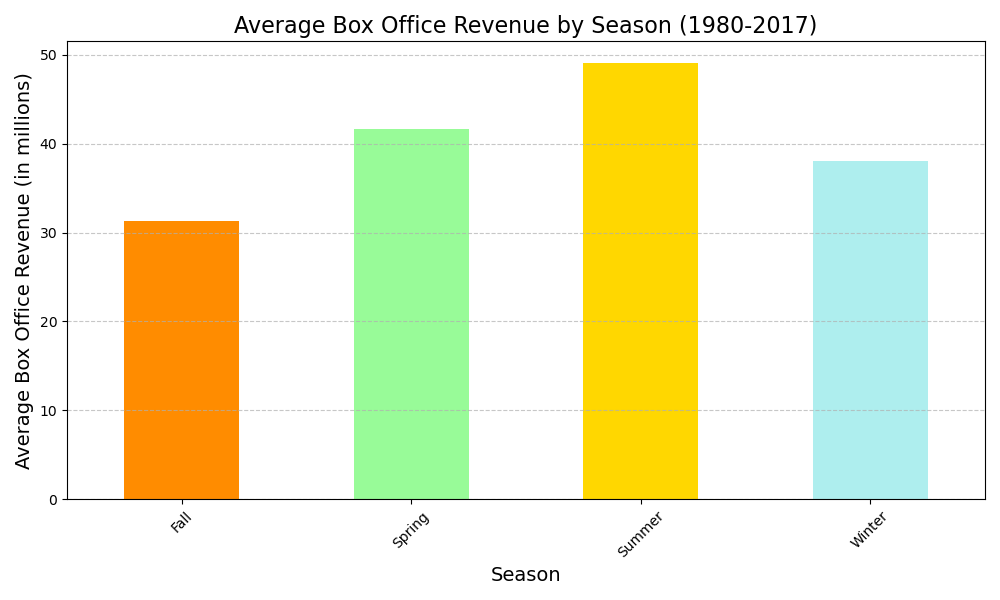 Average Box Office Revenue by Season (1980-2017)
Average Box Office Revenue (in millions)
50
40
30
20
10
0
Fall
Spring
Summer
Winter
Season